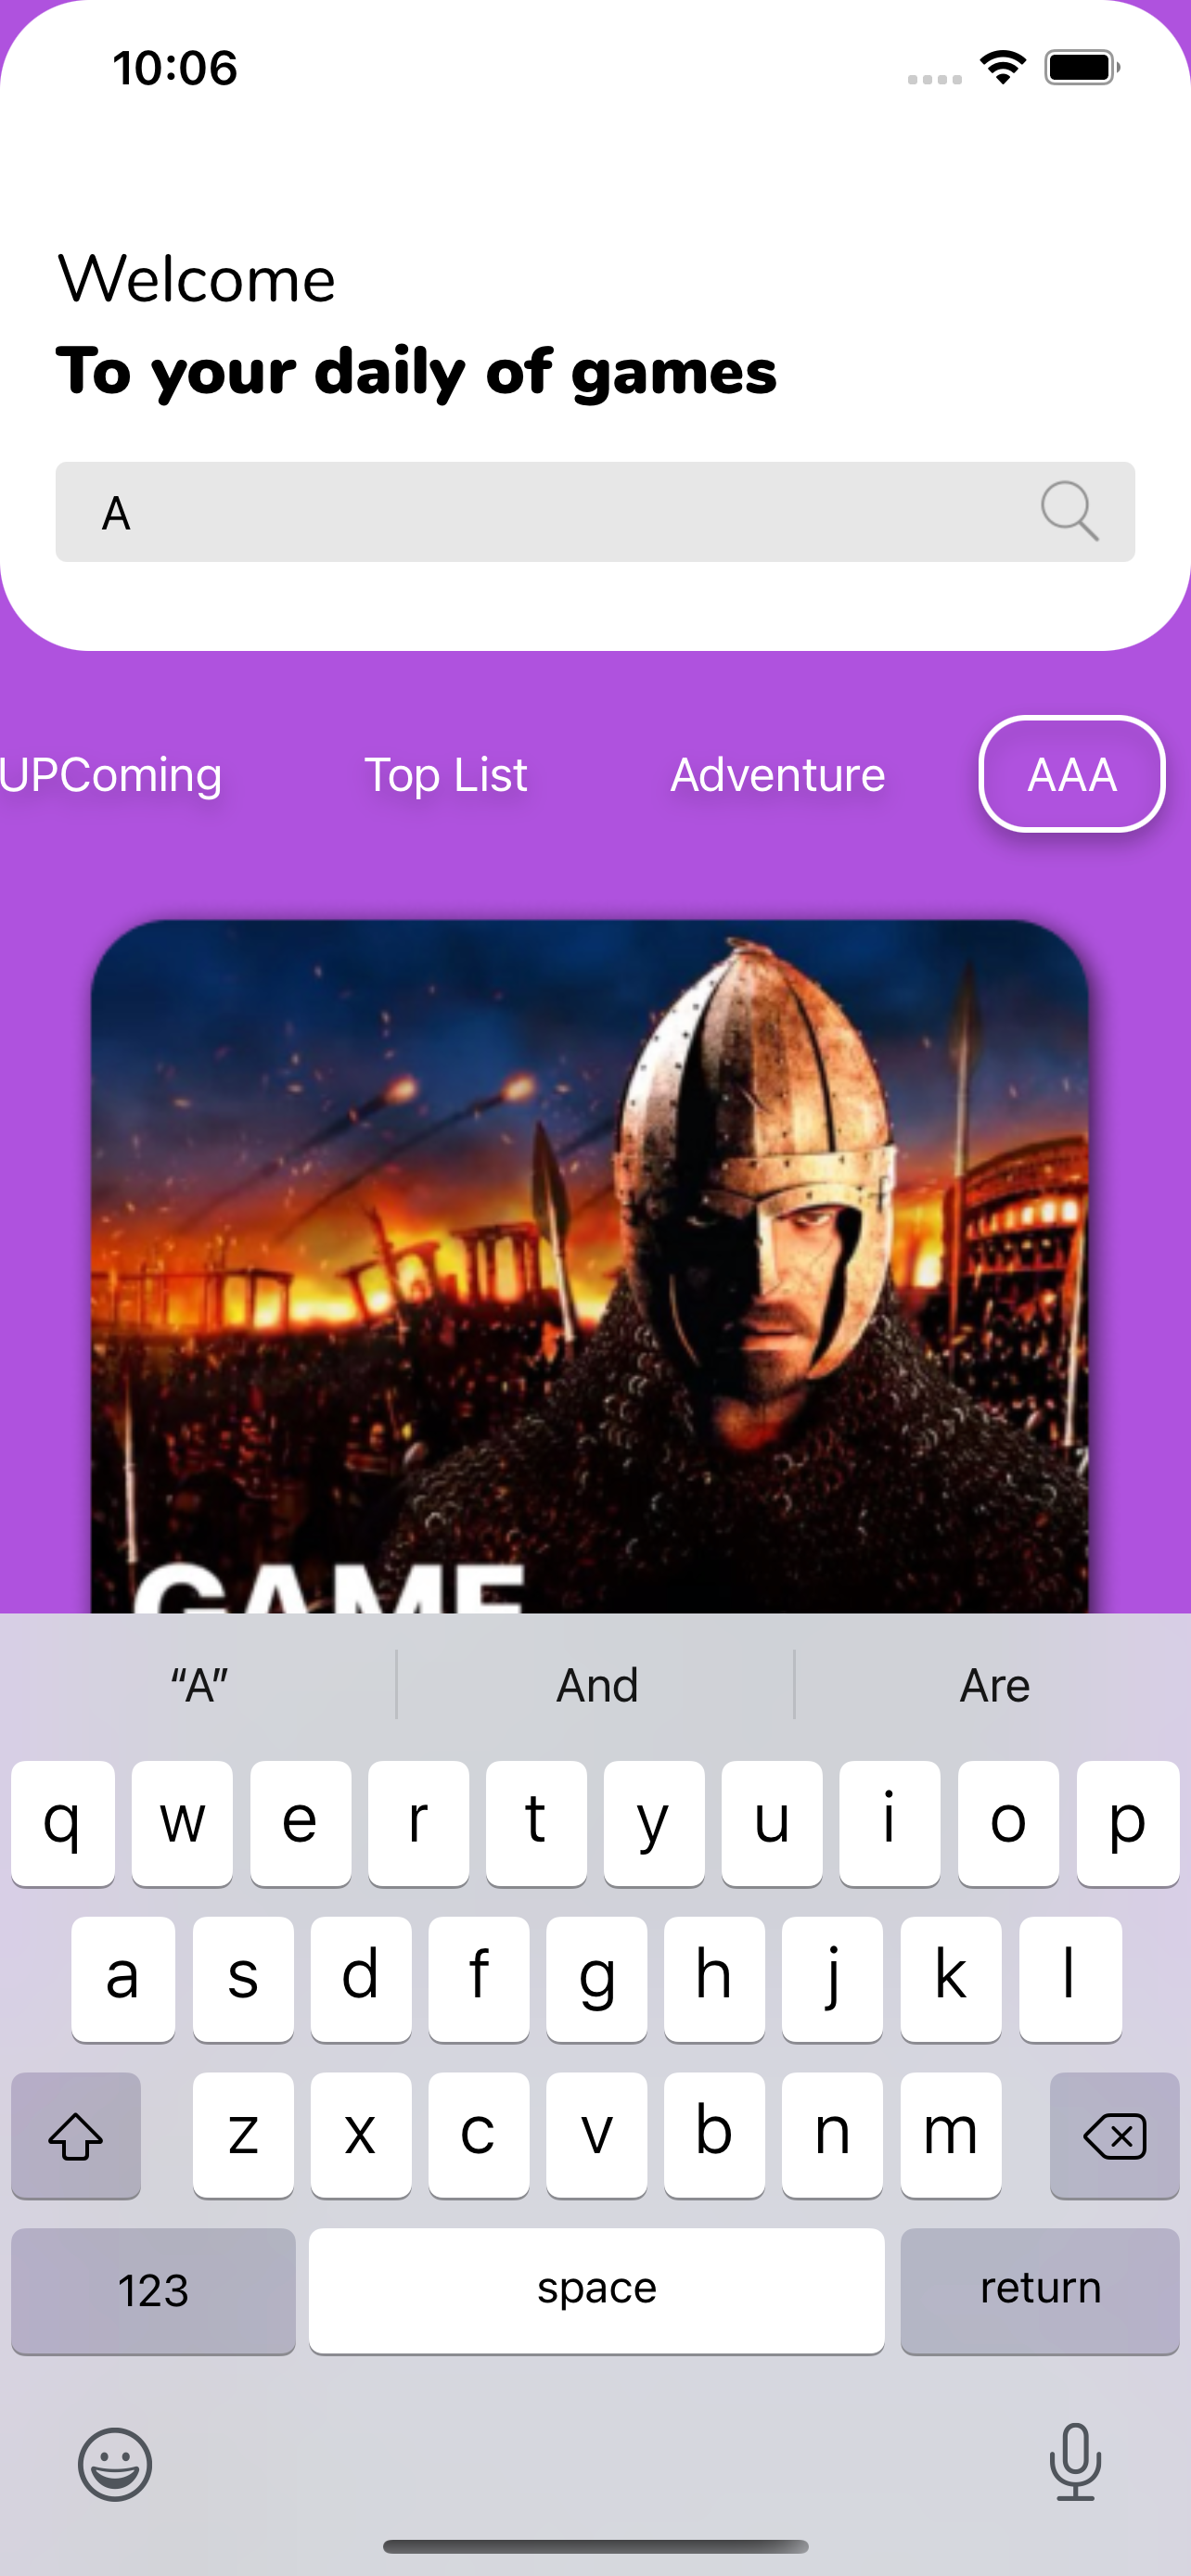 10:06
Welcome
To your daily of games
A
UPComing Top List Adventure AAA
GAME
“A” And Are
q w e r t y u i o p
a s d f g h j k l
z x c v b n m
123 space return